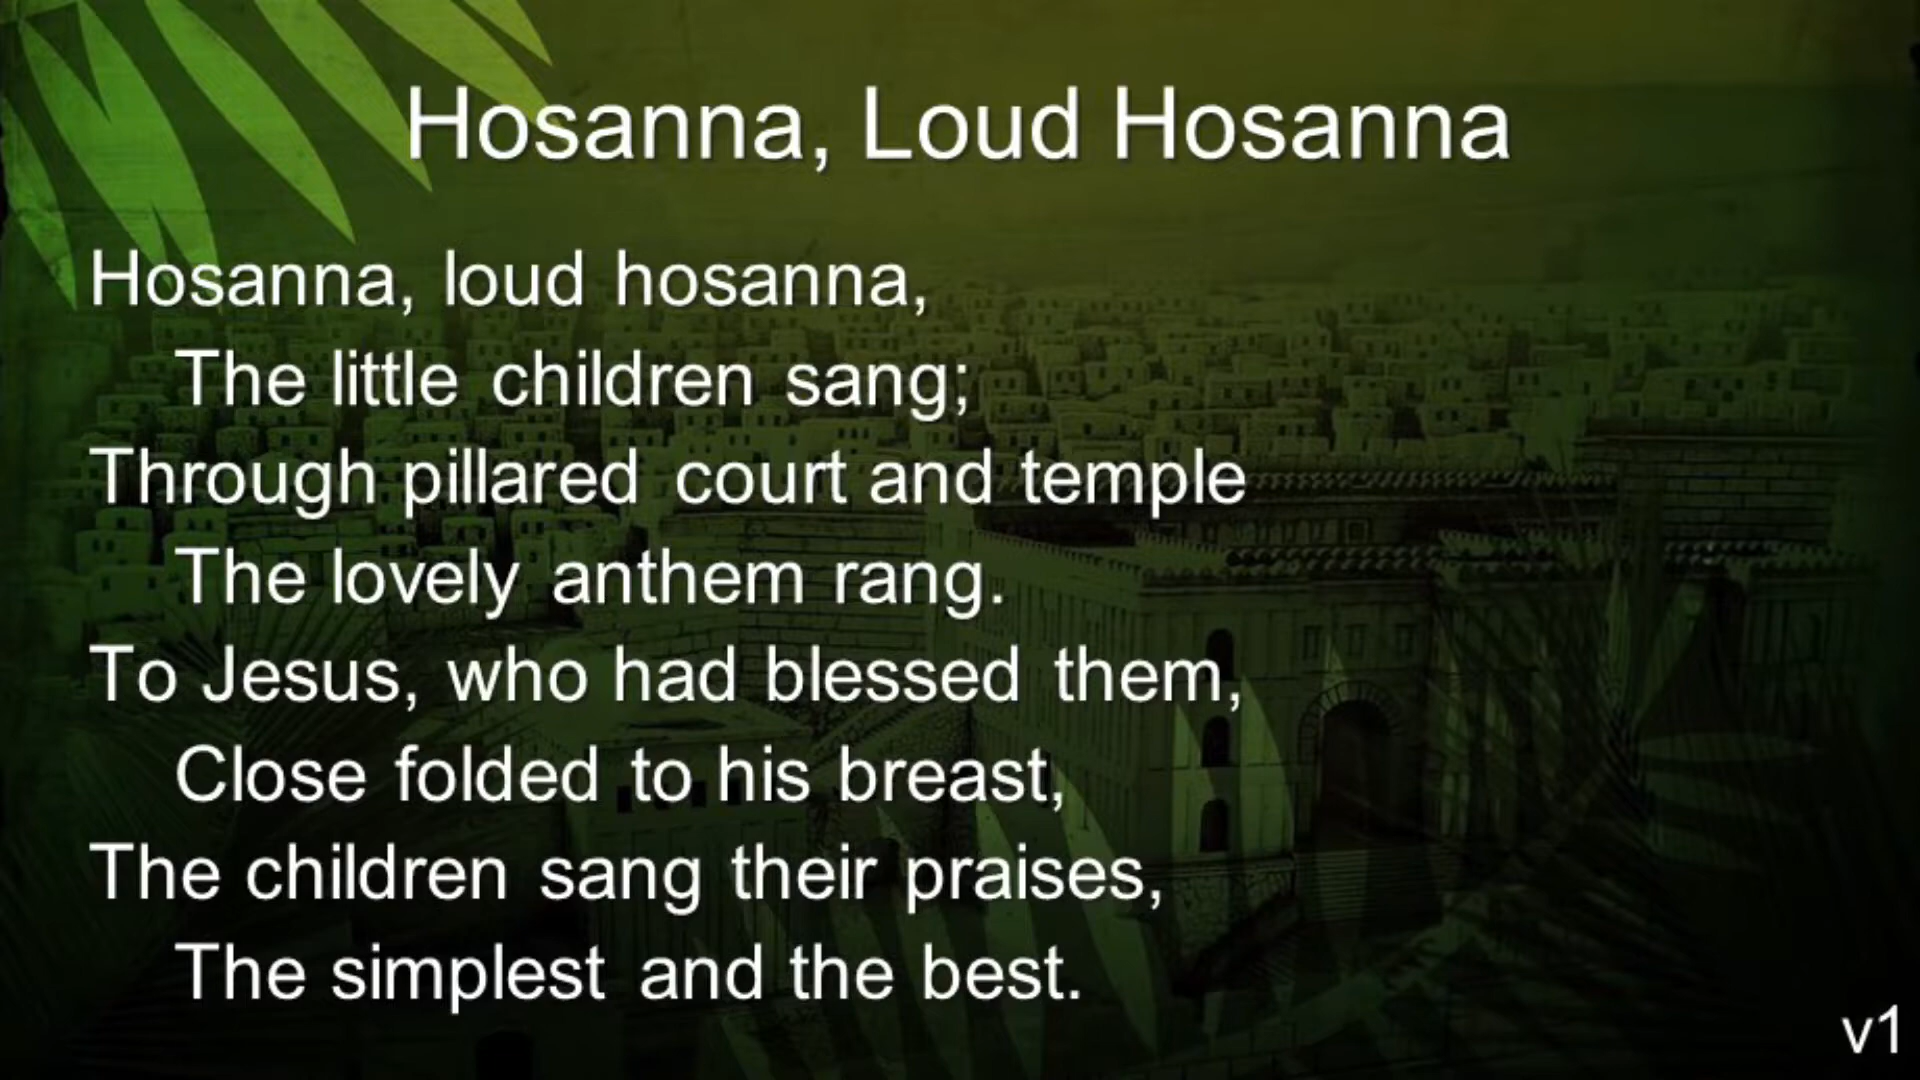 Hosanna, Loud Hosanna
Hosanna, loud hosanna,
The little children sang;
Through pillared court and temple
The lovely anthem rang.
To Jesus, who had blessed them,
Close folded to his breast,
The children sang their praises,
The simplest and the best.
v1